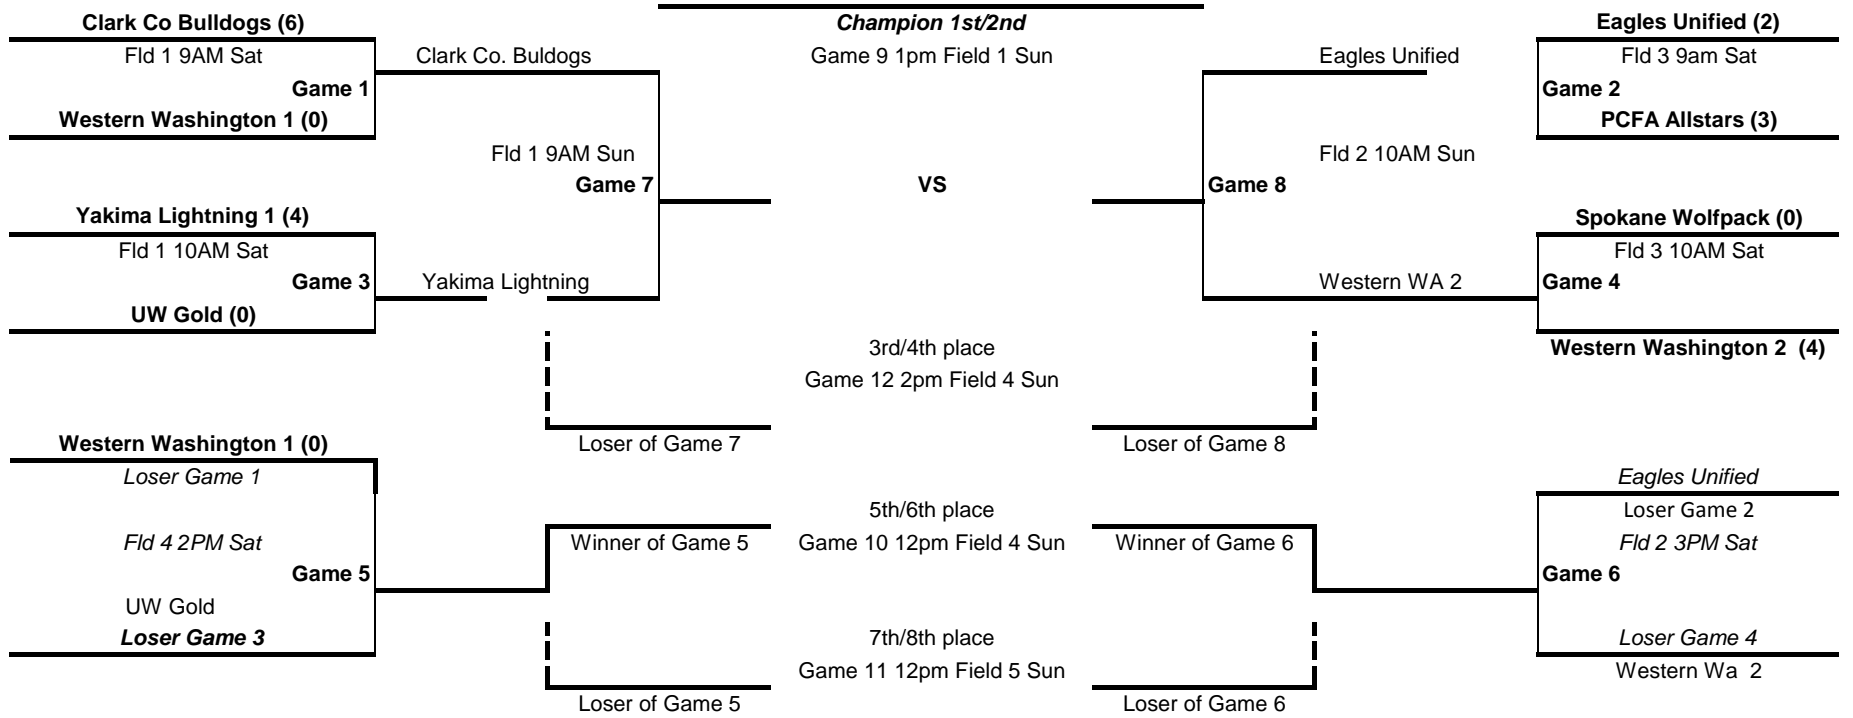 Clark Co Bulldogs (6)
Champion 1st/2nd
Eagles Unified (2)
Fld 1 9AM Sat
Clark Co. Buldogs
Game 9 1pm Field 1 Sun
Eagles Unified
Fld 3 9am Sat
Game 1
Game 2
Western Washington 1 (0)
PCFA Allstars (3)
Fld 1 9AM Sun
Fld 2 10AM Sun
Game 7
VS
Game 8
Yakima Lightning 1 (4)
Spokane Wolfpack (0)
Fld 1 10AM Sat
Fld 3 10AM Sat
Game 3
Yakima Lightning
Western WA 2
Game 4
UW Gold (0)
3rd/4th place
Western Washington 2 (4)
Game 12 2pm Field 4 Sun
Western Washington 1 (0)
Loser of Game 7
Loser of Game 8
Loser Game 1
Eagles Unified
5th/6th place
Loser Game 2
Fld 4 2PM Sat
Winner of Game 5
Game 10 12pm Field 4 Sun
Winner of Game 6
Fld 2 3PM Sat
Game 5
Game 6
UW Gold
Loser Game 3
7th/8th place
Loser Game 4
Game 11 12pm Field 5 Sun
Western Wa 2
Loser of Game 5
Loser of Game 6